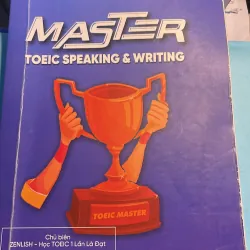 MASTER
TOEIC SPEAKING & WRITING
TOEIC MASTER
Chủ biên
ZENLISH - Học TOEIC 1 Lần Là Đạt